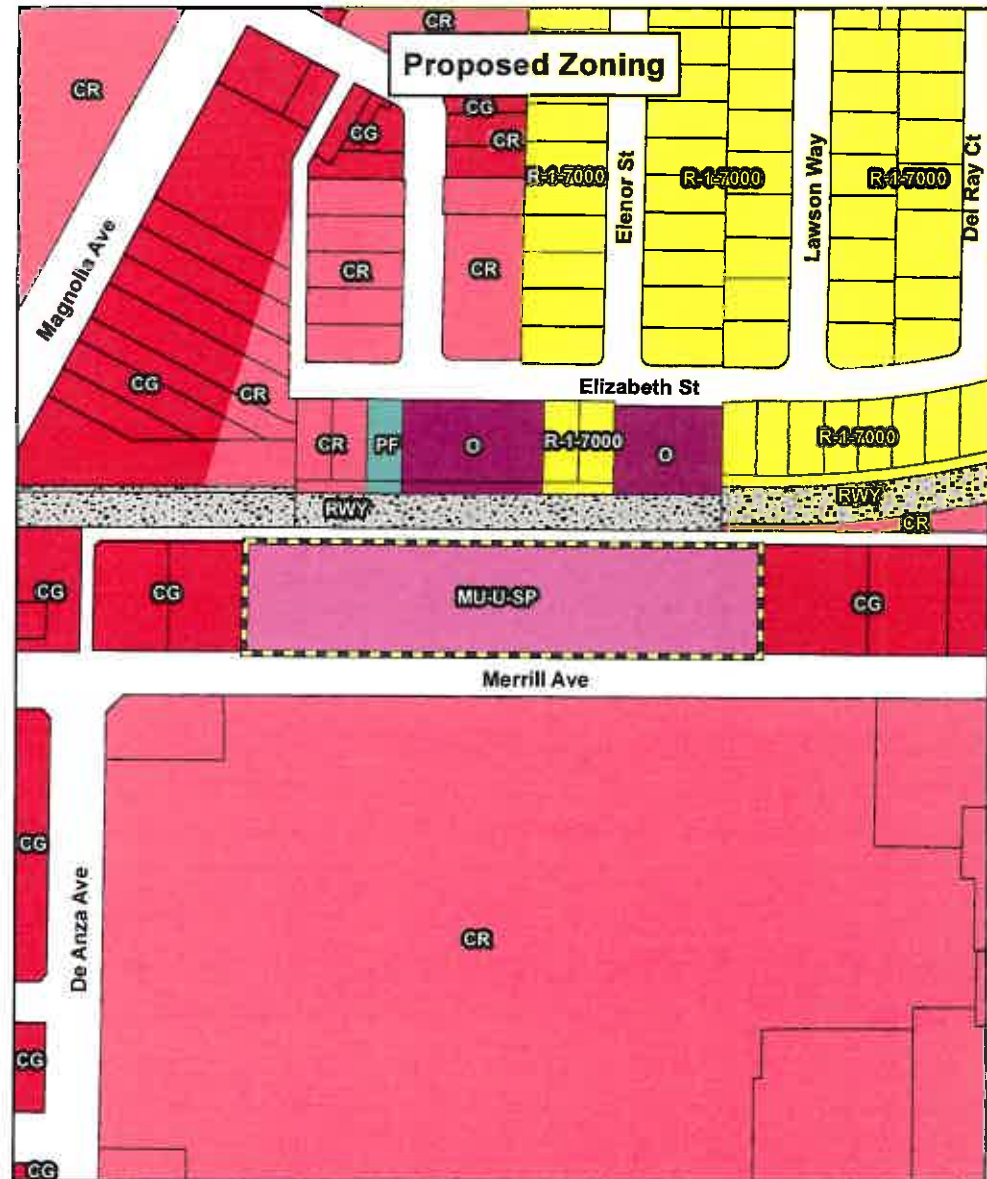 CR
Proposed Zoning
CR
CG
CG
CR
R-1-7000
R-1-7000
R-1-7000
Elenor St
Lawson Way
Del Ray Ct
Magnolia Ave
CR
CR
Elizabeth St
CG
CR
CR
PF
O
R-1-7000
O
R-1-7000
RWY
RWY
CR
CG
CG
MU-U-SP
CG
Merrill Ave
CG
De Anza Ave
CR
CG
CG